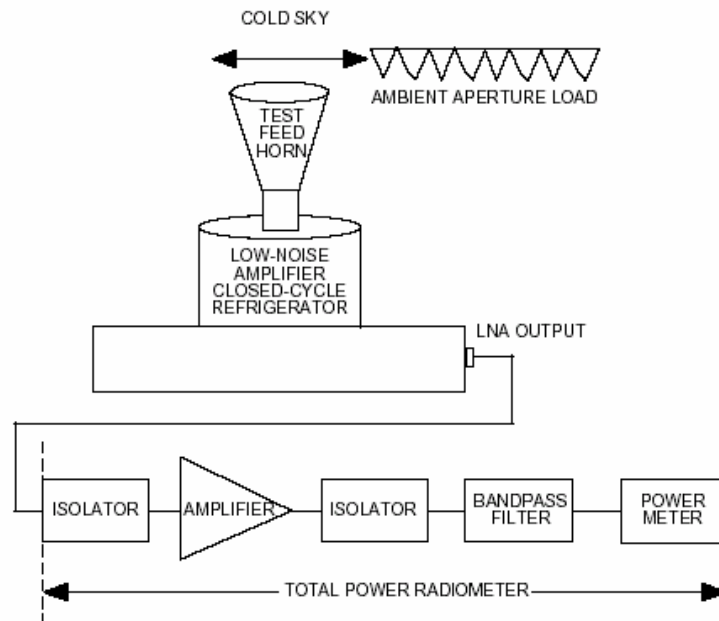 COLD SKY
AMBIENT APERTURE LOAD
TEST
FEED
HORN
LOW-NOISE
AMPLIFIER
CLOSED-CYCLE
REFRIGERATOR
LNA OUTPUT
ISOLATOR
AMPLIFIER
ISOLATOR
BANDPASS
FILTER
POWER
METER
TOTAL POWER RADIOMETER